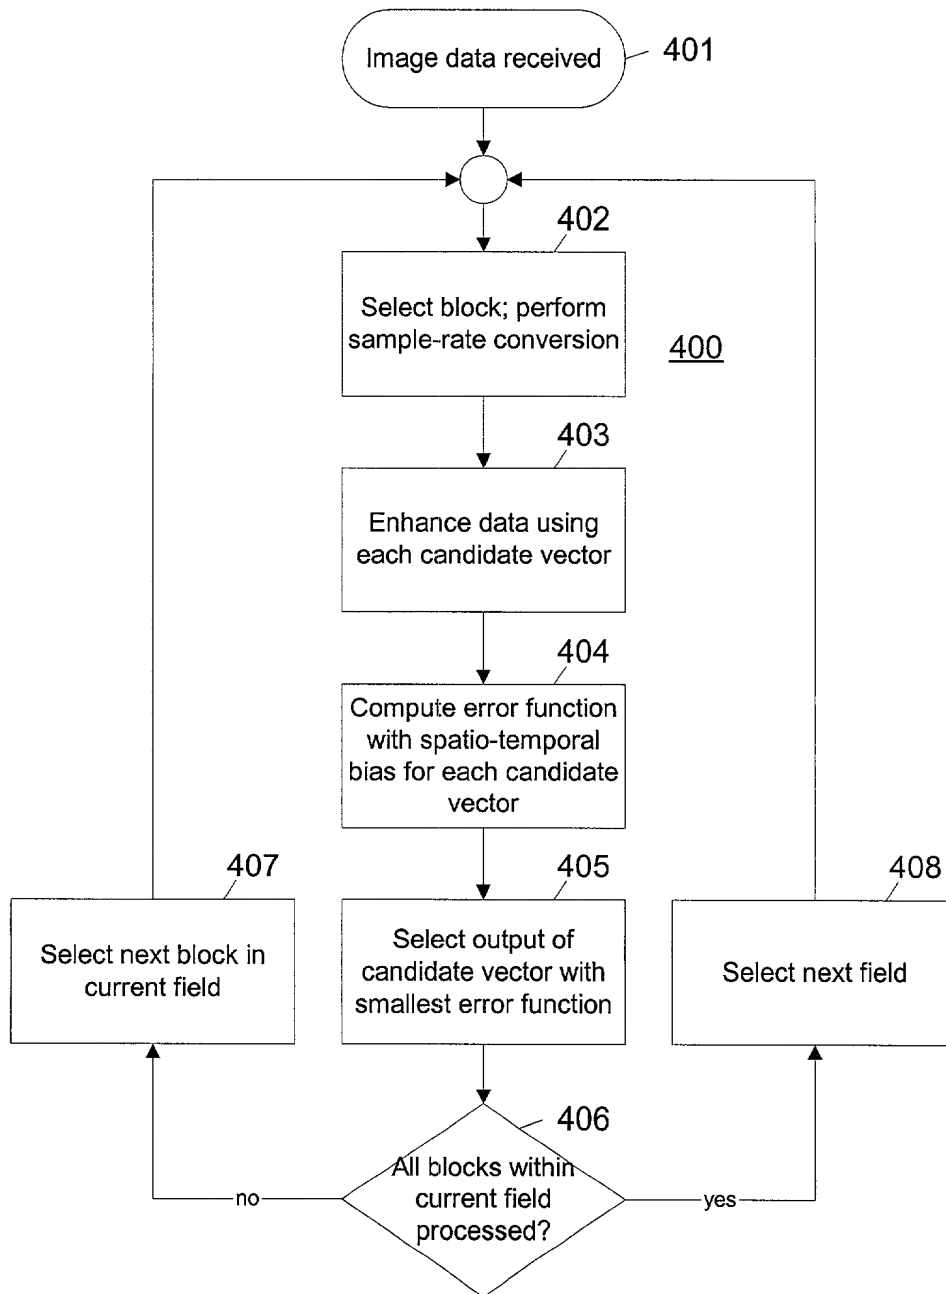 Image data received
401
402
Select block; perform
sample-rate conversion
400
403
Enhance data using
each candidate vector
404
Compute error function
with spatio-temporal
bias for each candidate
vector
407
Select next block in
current field
405
Select output of
candidate vector with
smallest error function
408
Select next field
406
All blocks within
current field
processed?
no
yes